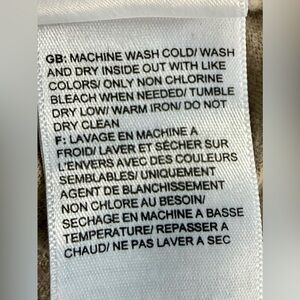 GB: MACHINE WASH COLD/ WASH
AND DRY INSIDE OUT WITH LIKE
COLORS/ ONLY NON CHLORINE
BLEACH WHEN NEEDED/ TUMBLE
DRY LOW/ WARM IRON/ DO NOT
DRY CLEAN
F: LAVAGE EN MACHINE A
FROID/ LAVER ET SÉCHER SUR
L'ENVERS AVEC DES COULEURS
SEMBLABLES/ UNIQUEMENT
AGENT DE BLANCHISSEMENT
NON CHLORE AU BESOIN/
SECHAGE EN MACHINE A BASSE
TEMPERATURE/ REPASSER A
CHAUD/ NE PAS LAVER A SEC